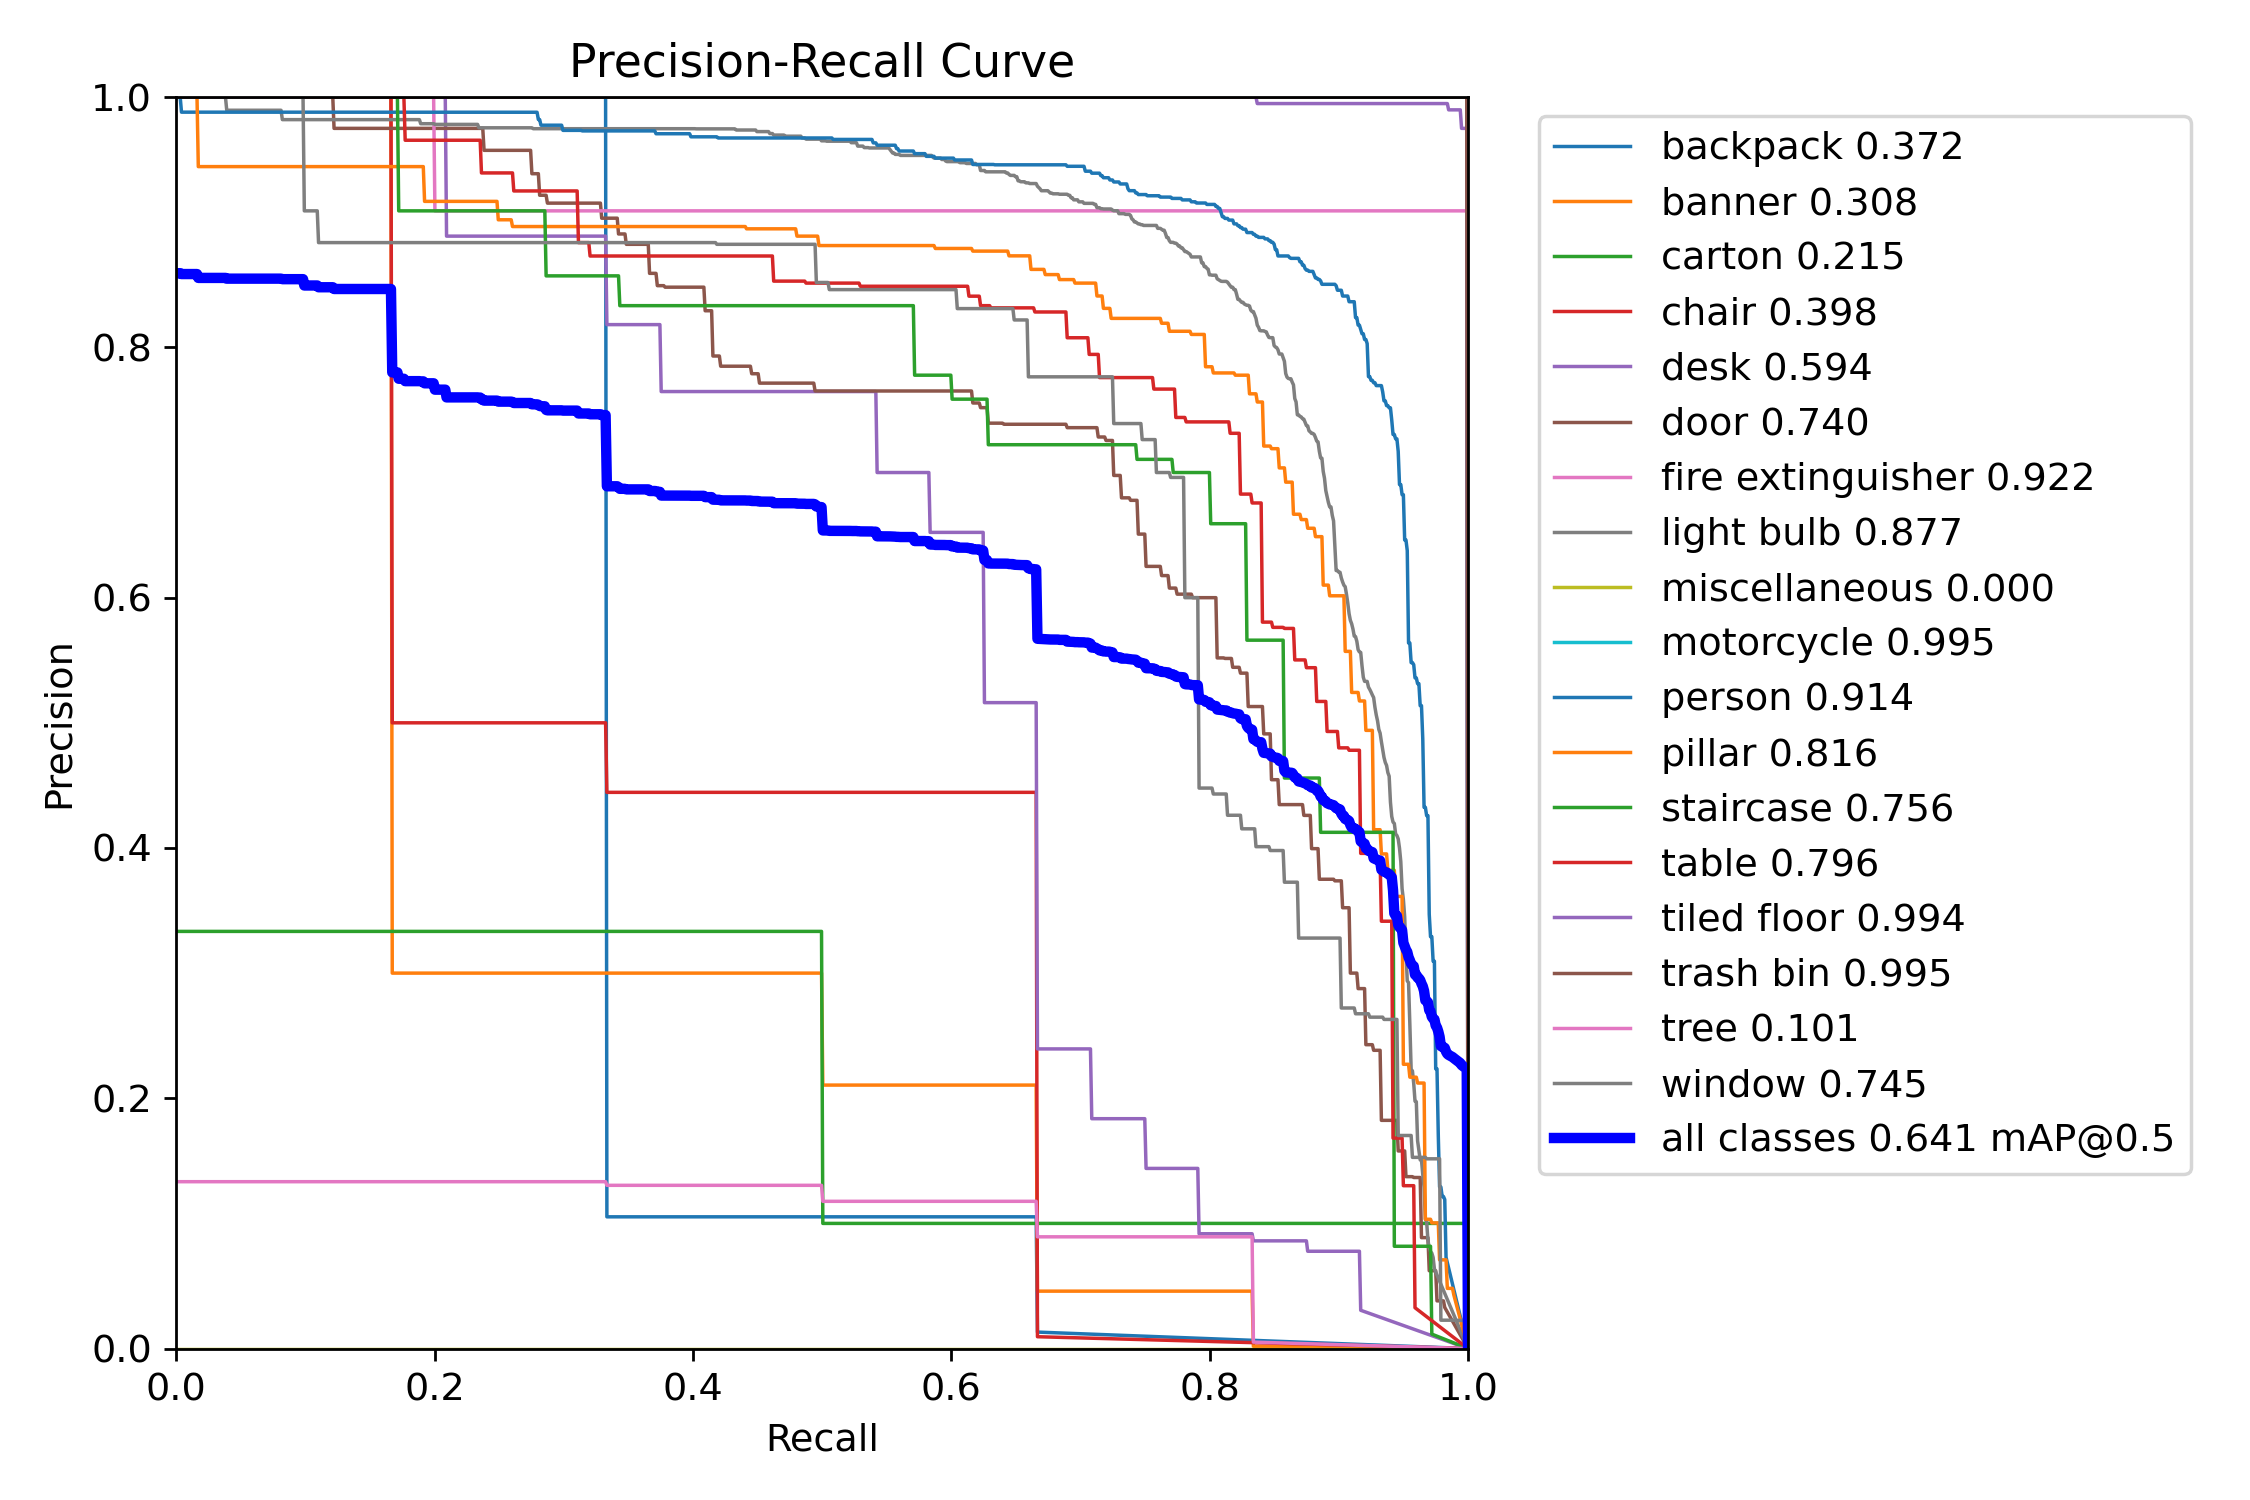 Precision-Recall Curve
1.0
0.8
0.6
0.4
0.2
0.0
Precision
0.0 0.2 0.4 0.6 0.8 1.0
Recall
backpack 0.372
banner 0.308
carton 0.215
chair 0.398
desk 0.594
door 0.740
fire extinguisher 0.922
light bulb 0.877
miscellaneous 0.000
motorcycle 0.995
person 0.914
pillar 0.816
staircase 0.756
table 0.796
tiled floor 0.994
trash bin 0.995
tree 0.101
window 0.745
all classes 0.641 mAP@0.5